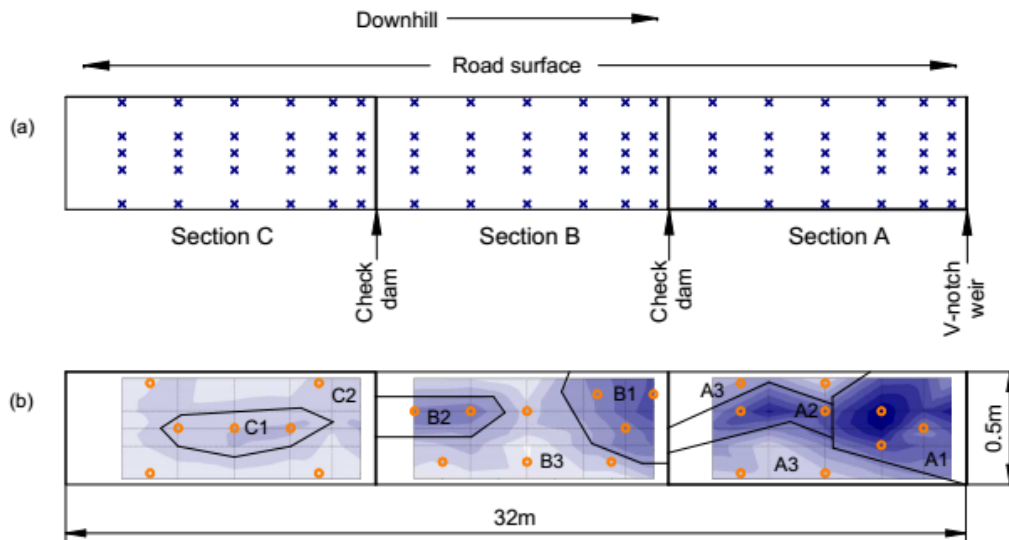 Downhill
Road surface
(a)
Section C
Section B
Section A
Check
dam
Check
dam
V-notch
weir
(b)
C2
C1
B2
B1
B3
A3
A2
A3
A1
0.5m
32m